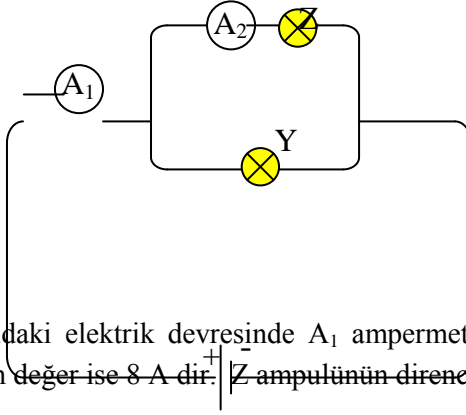 A₂ Z
A₁
Y
daki elektrik devresinde A₁ ampermet
+ -
n değer ise 8 A dir. Z ampulünün direnc